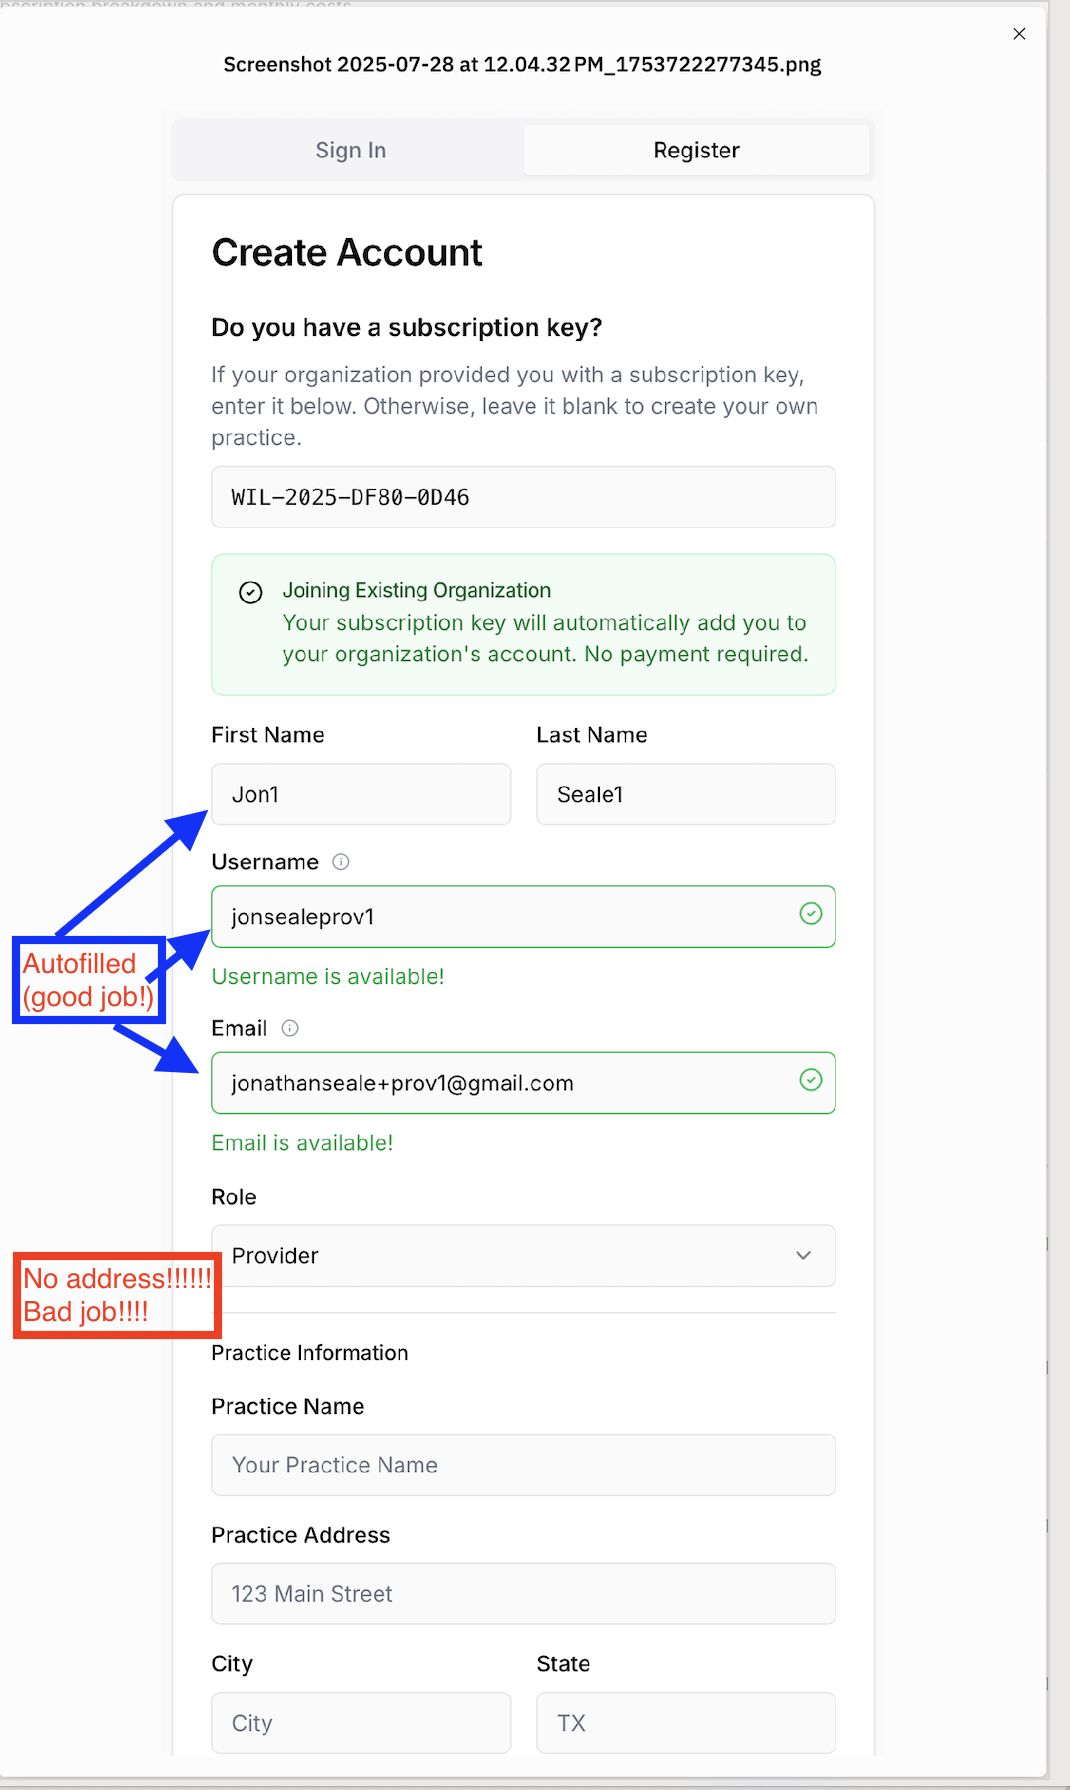 bscription breakdown and monthly costs
Screenshot 2025-07-28 at 12.04.32 PM_1753722277345.png
Sign In
Register
Create Account
Do you have a subscription key?
If your organization provided you with a subscription key,
enter it below. Otherwise, leave it blank to create your own
practice.
WIL-2025-DF80-0D46
Joining Existing Organization
Your subscription key will automatically add you to
your organization's account. No payment required.
First Name
Last Name
Jon1
Seale1
Username
jonsealeprov1
Autofilled
(good job!)
Username is available!
Email
jonathanseale+prov1@gmail.com
Email is available!
Role
Provider
No address!!!!!!
Bad job!!!!
Practice Information
Practice Name
Your Practice Name
Practice Address
123 Main Street
City
State
City
TX